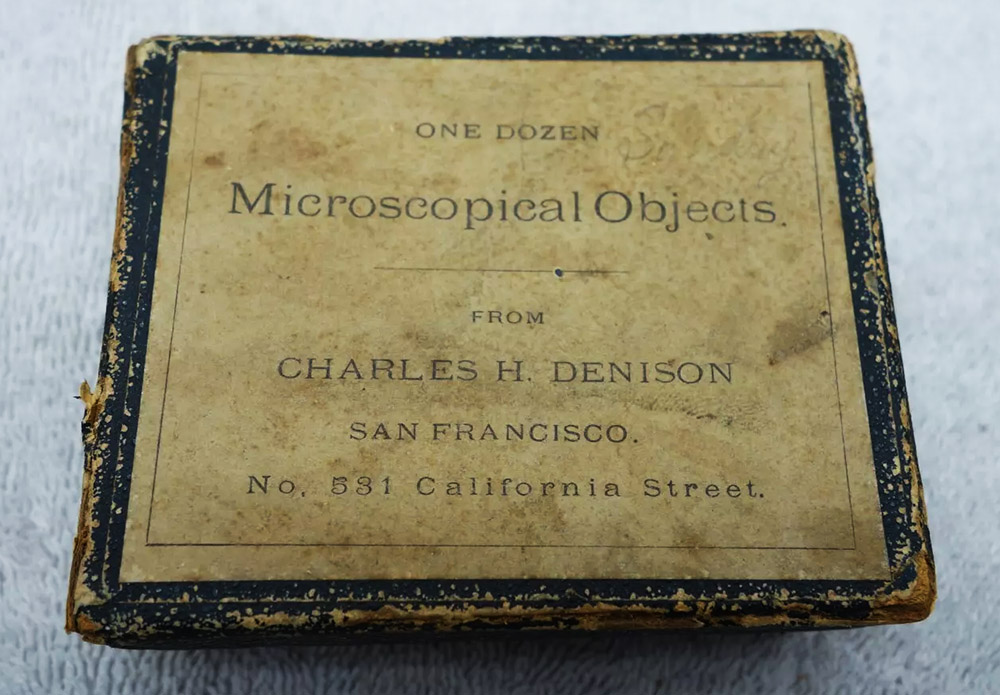 ONE DOZEN
Microscopical Objects.
FROM
CHARLES H. DENISON
SAN FRANCISCO.
No. 531 California Street.